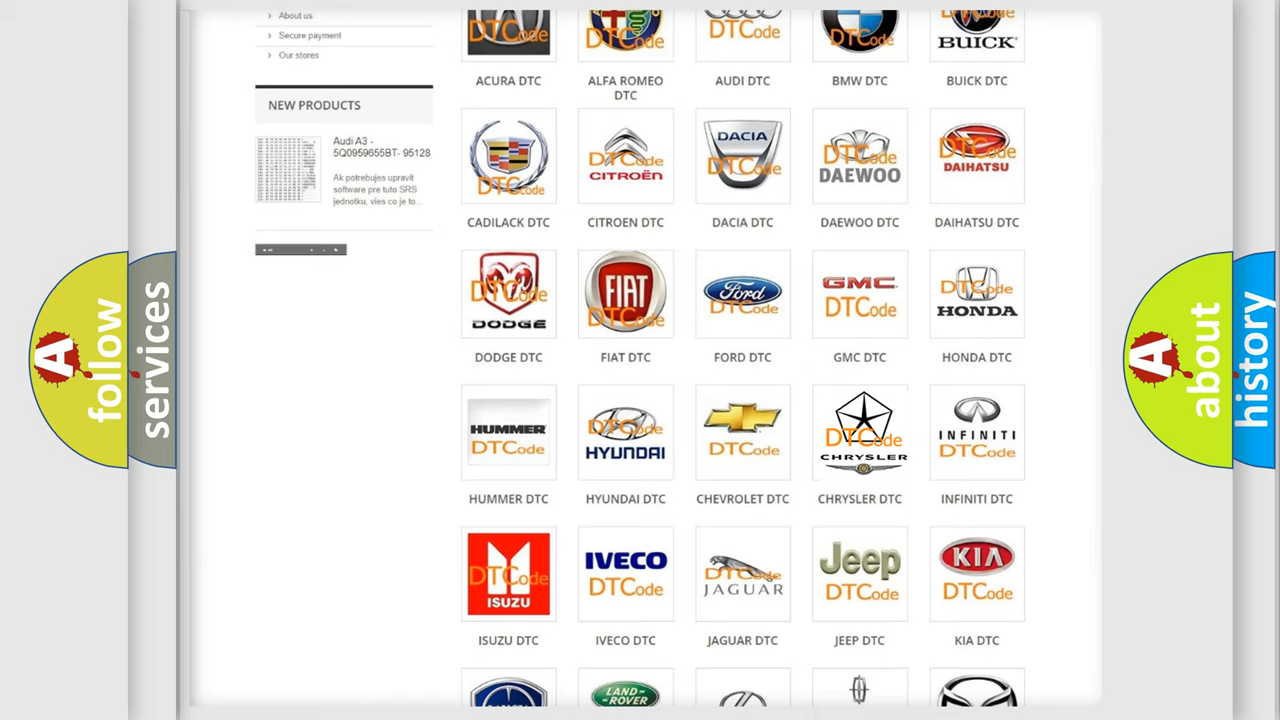 About us
Secure payment
Our stores
NEW PRODUCTS
Audi A3 -
5Q0959655BT- 95128
Ak potrebujes upravit
software pre tuto SRS
jednotku, vies co je to...
DTCode
DTCode
DTCode
DTCode
BUICK
ACURA DTC
ALFA ROMEO
DTC
AUDI DTC
BMW DTC
BUICK DTC
DTCode
DTCode
CITROËN
DACIA
DTCode
DTCode
DAEWOO
DTCode
DAIHATSU
CADILACK DTC
CITROEN DTC
DACIA DTC
DAEWOO DTC
DAIHATSU DTC
DTCode
DODGE
FIAT
DTCode
Ford
DTCode
GMC
DTCode
DTCode
HONDA
DODGE DTC
FIAT DTC
FORD DTC
GMC DTC
HONDA DTC
HUMMER
DTCode
DTCode
HYUNDAI
DTCode
DTCode
CHRYSLER
INFINITI
DTCode
HUMMER DTC
HYUNDAI DTC
CHEVROLET DTC
CHRYSLER DTC
INFINITI DTC
DTCode
ISUZU
IVECO
DTCode
DTCode
JAGUAR
Jeep
DTCode
KIA
DTCode
ISUZU DTC
IVECO DTC
JAGUAR DTC
JEEP DTC
KIA DTC
LAND-
ROVER
A follow
services
A about
history